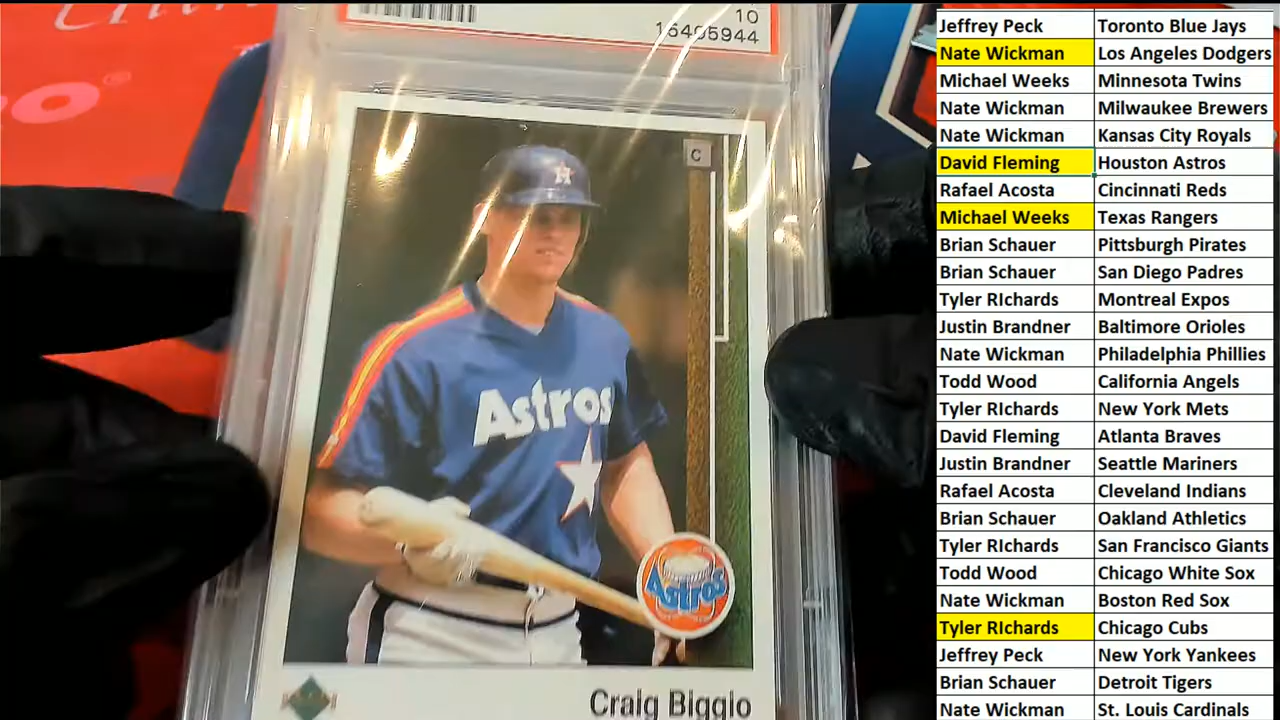 10
15405944
C
Astros
Astros
Craig Biggio
Jeffrey Peck Toronto Blue Jays
Nate Wickman Los Angeles Dodgers
Michael Weeks Minnesota Twins
Nate Wickman Milwaukee Brewers
Nate Wickman Kansas City Royals
David Fleming Houston Astros
Rafael Acosta Cincinnati Reds
Michael Weeks Texas Rangers
Brian Schauer Pittsburgh Pirates
Brian Schauer San Diego Padres
Tyler RIchards Montreal Expos
Justin Brandner Baltimore Orioles
Nate Wickman Philadelphia Phillies
Todd Wood California Angels
Tyler RIchards New York Mets
David Fleming Atlanta Braves
Justin Brandner Seattle Mariners
Rafael Acosta Cleveland Indians
Brian Schauer Oakland Athletics
Tyler RIchards San Francisco Giants
Todd Wood Chicago White Sox
Nate Wickman Boston Red Sox
Tyler RIchards Chicago Cubs
Jeffrey Peck New York Yankees
Brian Schauer Detroit Tigers
Nate Wickman St. Louis Cardinals